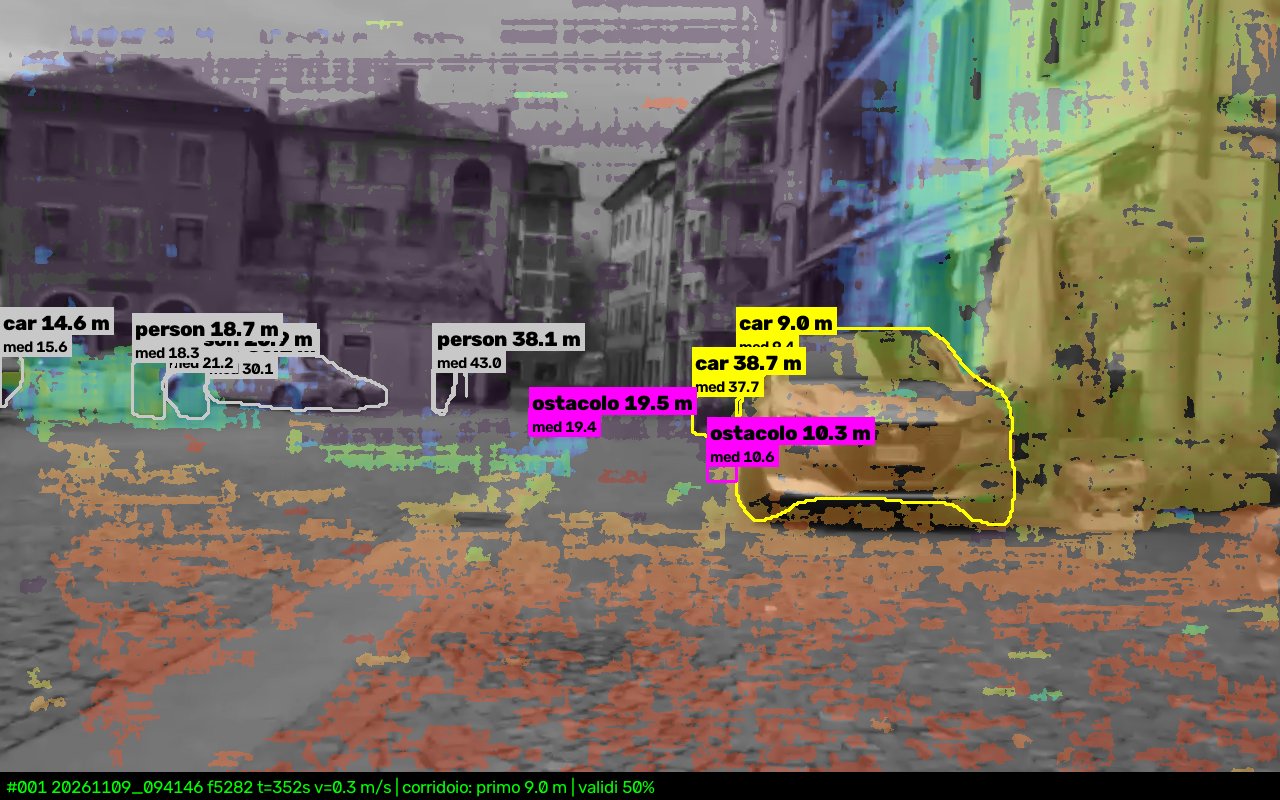 car 14.6 m
med 15.6
person 18.7 m
med 18.3
21.2
30.1
person 38.1 m
med 43.0
car 9.0 m
med 9.4
car 38.7 m
med 37.7
ostacolo 19.5 m
med 19.4
ostacolo 10.3 m
med 10.6
#001 20261109_094146 f5282 t=352s v=0.3 m/s | corridoio: primo 9.0 m | validi 50%